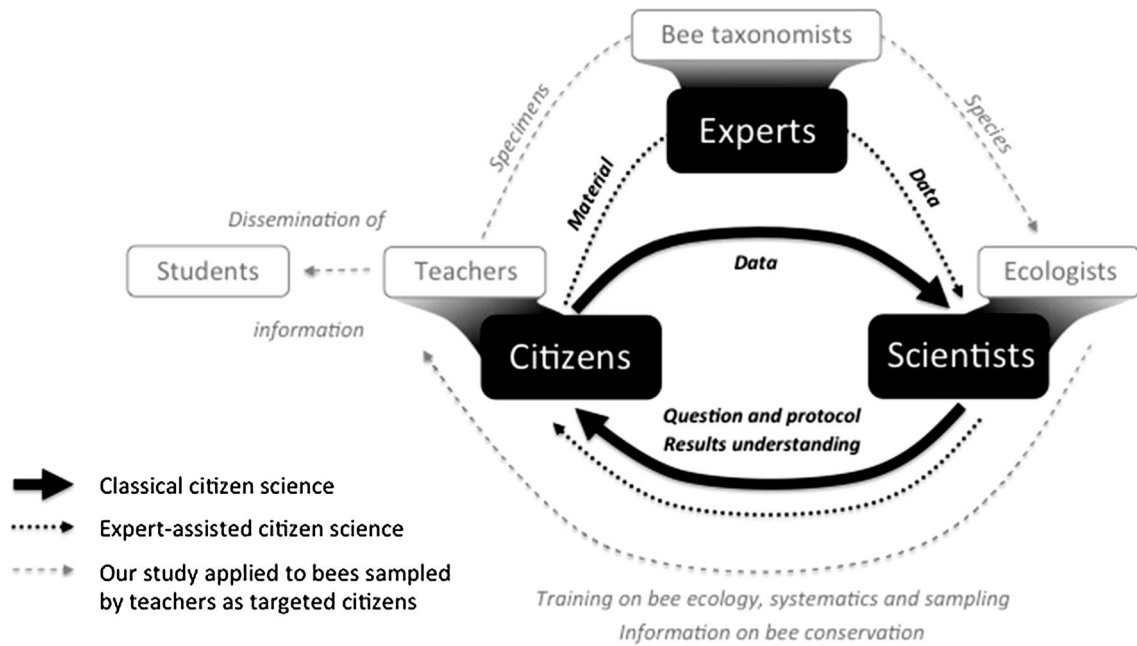 Bee taxonomists
Experts
Specimens
Species
Material
Data
Dissemination of
Students
Teachers
Data
Ecologists
information
Citizens
Scientists
Question and protocol
Results understanding
Classical citizen science
Expert-assisted citizen science
Our study applied to bees sampled
by teachers as targeted citizens
Training on bee ecology, systematics and sampling
Information on bee conservation